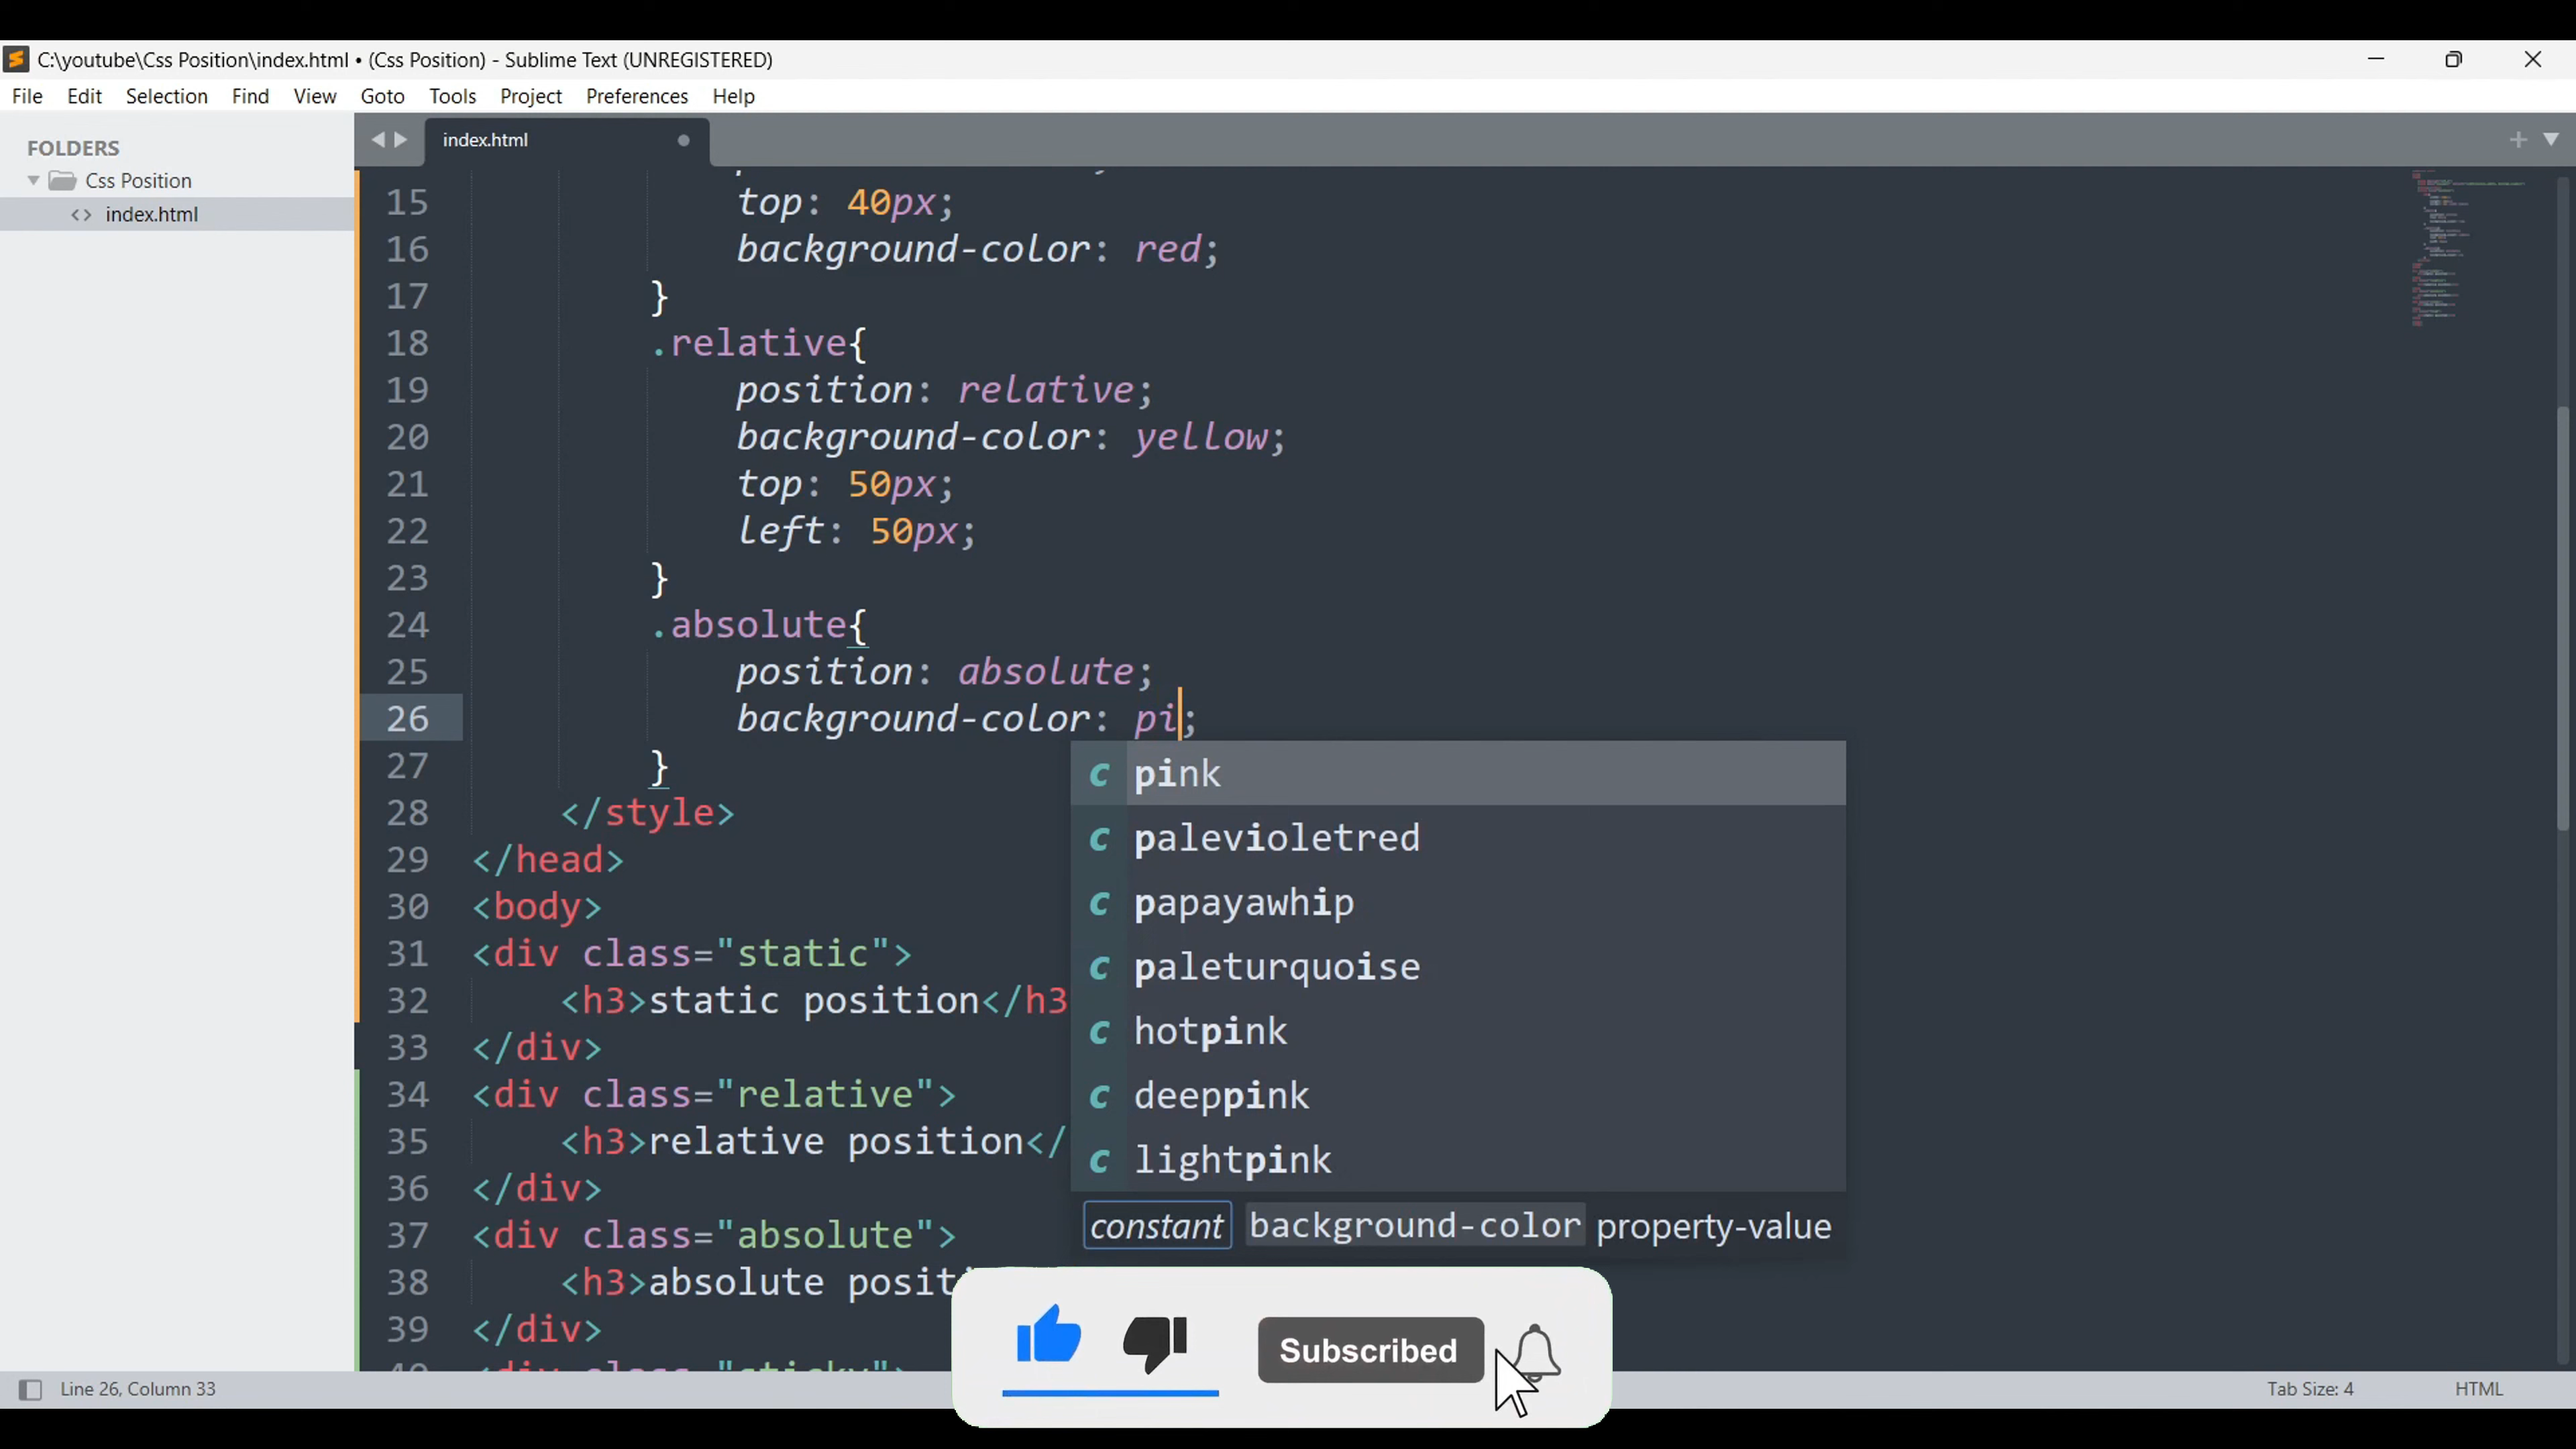 C:\youtube\Css Position\index.html • (Css Position) - Sublime Text (UNREGISTERED)
File Edit Selection Find View Goto Tools Project Preferences Help
FOLDERS
Css Position
<> index.html
index.html
15 top: 40px;
16 background-color: red;
17 }
18 .relative{
19 position: relative;
20 background-color: yellow;
21 top: 50px;
22 left: 50px;
23 }
24 .absolute{
25 position: absolute;
26 background-color: pi;
27 }
28 </style>
29 </head>
30 <body>
31 <div class="static">
32 <h3>static position</h3
33 </div>
34 <div class="relative">
35 <h3>relative position</
36 </div>
37 <div class="absolute">
38 <h3>absolute positi
39 </div>
40 <div class="sticky">
c pink
c palevioletred
c papayawhip
c paleturquoise
c hotpink
c deeppink
c lightpink
constant background-color property-value
Subscribed
Line 26, Column 33
Tab Size: 4
HTML